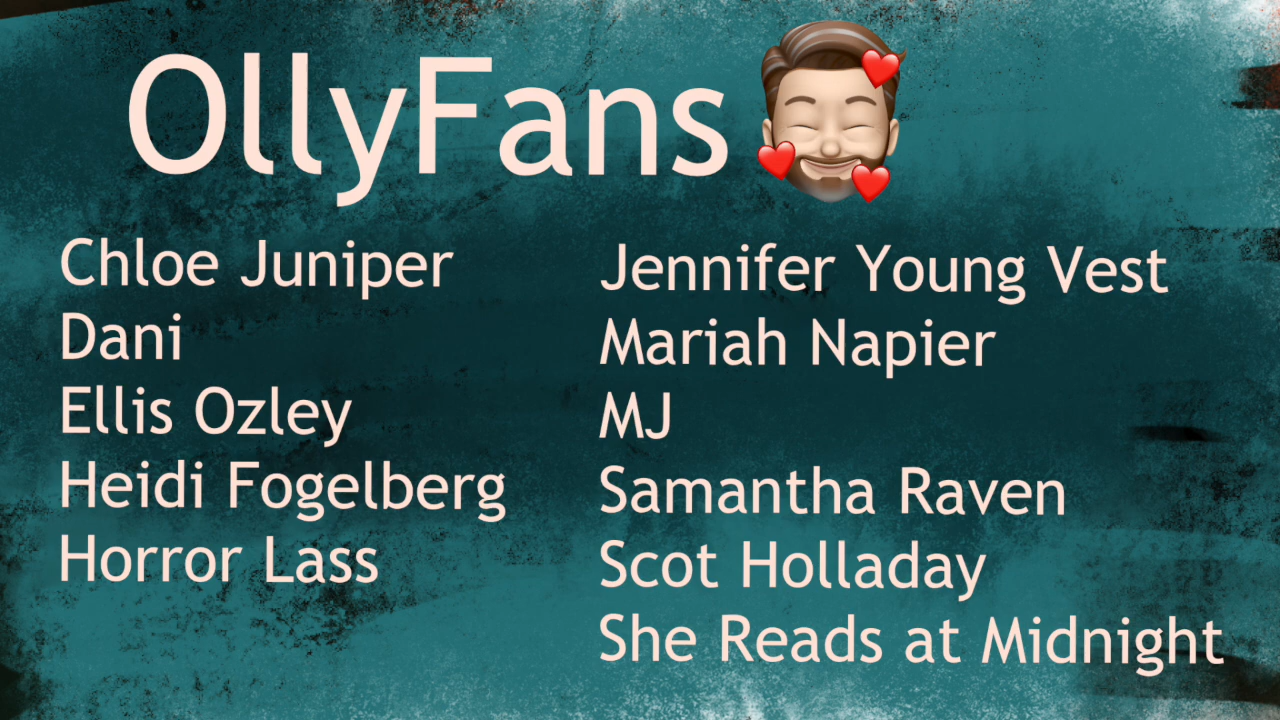 OllyFans
Chloe Juniper
Dani
Ellis Ozley
Heidi Fogelberg
Horror Lass
Jennifer Young Vest
Mariah Napier
MJ
Samantha Raven
Scot Holladay
She Reads at Midnight